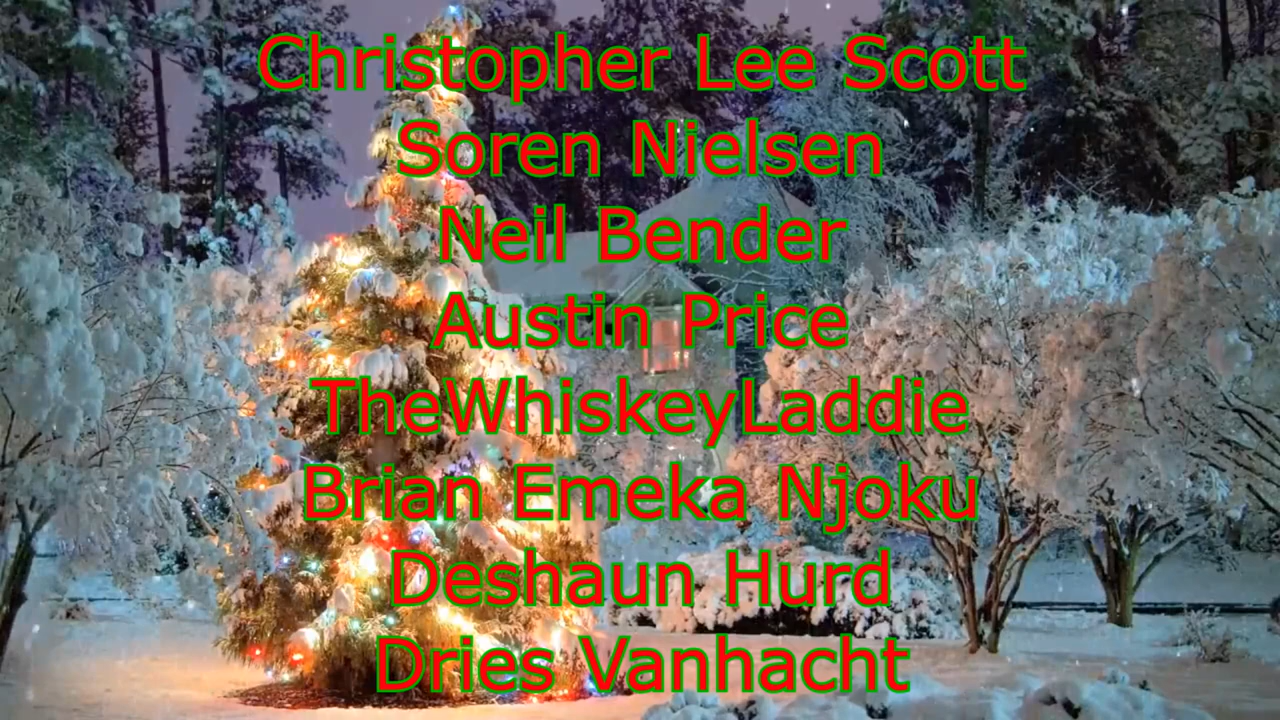 Christopher Lee Scott
Soren Nielsen
Neil Bender
Austin Price
TheWhiskeyLaddie
Brian Emeka Njoku
Deshaun Hurd
Dries Vanhacht